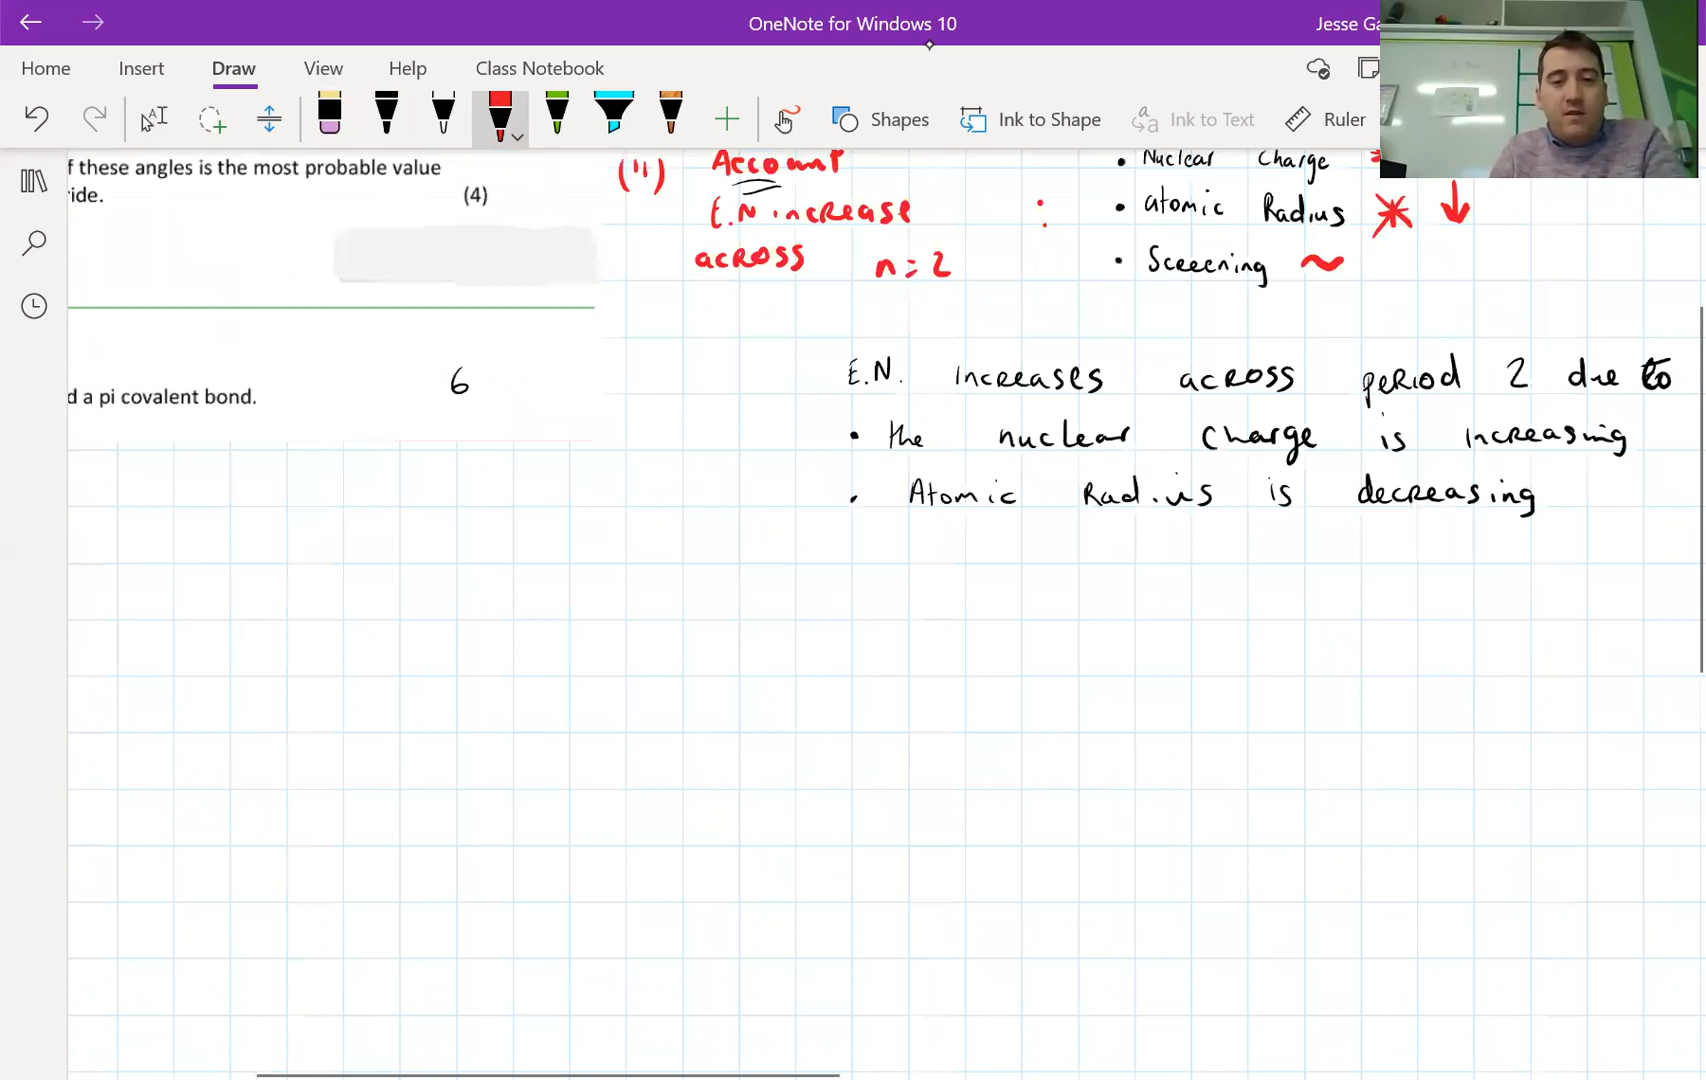 OneNote for Windows 10
Jesse Ga
Home Insert Draw View Help Class Notebook
Shapes Ink to Shape Ink to Text Ruler
f these angles is the most probable value
ride.
(4)
d a pi covalent bond.
6
(ii) Account
E.N increase :
across n = 2
• Nuclear Charge
• atomic Radius ↓
• Screening ~
E.N. increases across period 2 due to
• the nuclear charge is increasing
• Atomic Radius is decreasing